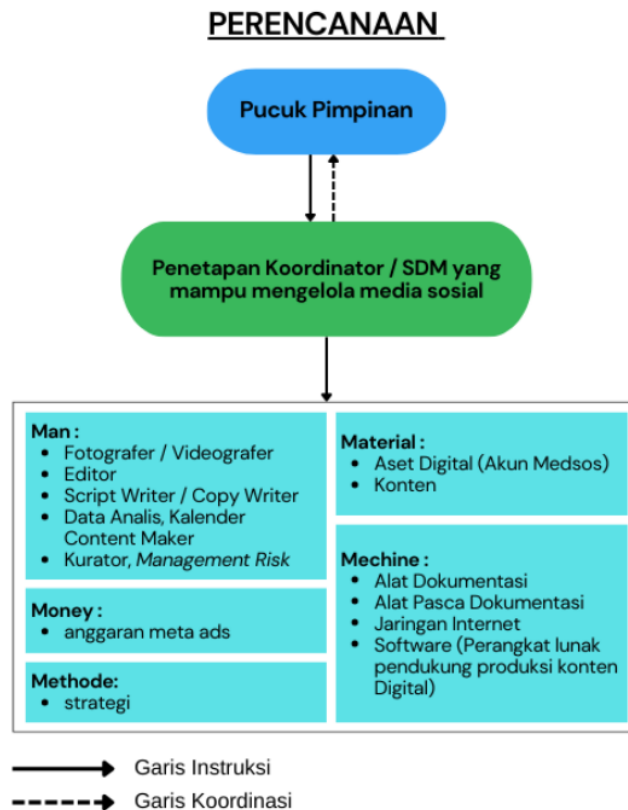 PERENCANAAN
Pucuk Pimpinan
Penetapan Koordinator / SDM yang
mampu mengelola media sosial
Man :
• Fotografer / Videografer
• Editor
• Script Writer / Copy Writer
• Data Analis, Kalender
Content Maker
• Kurator, Management Risk
Money :
• anggaran meta ads
Methode:
• strategi
Material :
• Aset Digital (Akun Medsos)
• Konten
Mechine :
• Alat Dokumentasi
• Alat Pasca Dokumentasi
• Jaringan Internet
• Software (Perangkat lunak
pendukung produksi konten
Digital)
Garis Instruksi
Garis Koordinasi